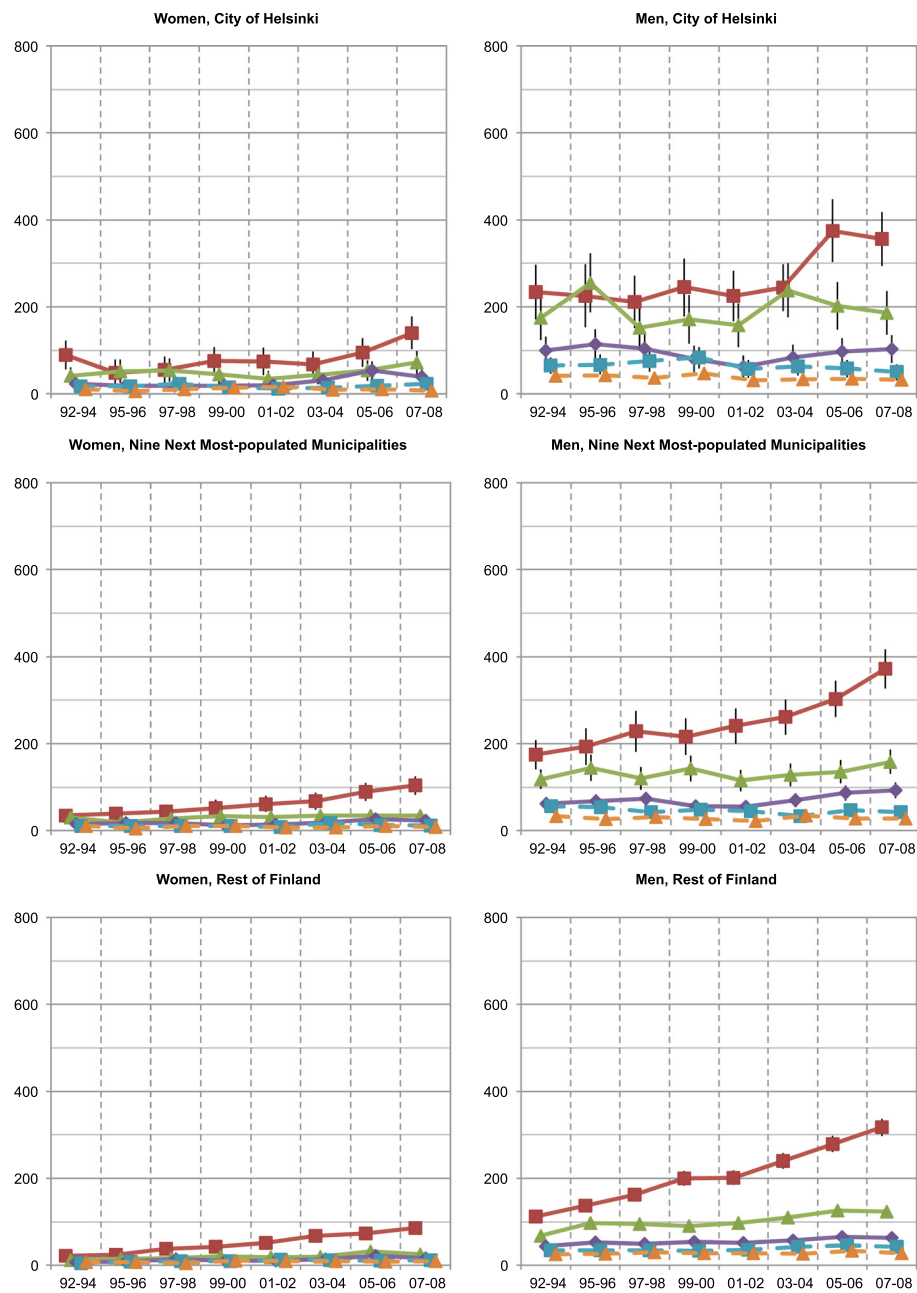 Women, City of Helsinki
Men, City of Helsinki
800
600
400
200
0
92-94 95-96 97-98 99-00 01-02 03-04 05-06 07-08
800
600
400
200
0
92-94 95-96 97-98 99-00 01-02 03-04 05-06 07-08
Women, Nine Next Most-populated Municipalities
Men, Nine Next Most-populated Municipalities
800
600
400
200
0
92-94 95-96 97-98 99-00 01-02 03-04 05-06 07-08
800
600
400
200
0
92-94 95-96 97-98 99-00 01-02 03-04 05-06 07-08
Women, Rest of Finland
Men, Rest of Finland
800
600
400
200
0
92-94 95-96 97-98 99-00 01-02 03-04 05-06 07-08
800
600
400
200
0
92-94 95-96 97-98 99-00 01-02 03-04 05-06 07-08